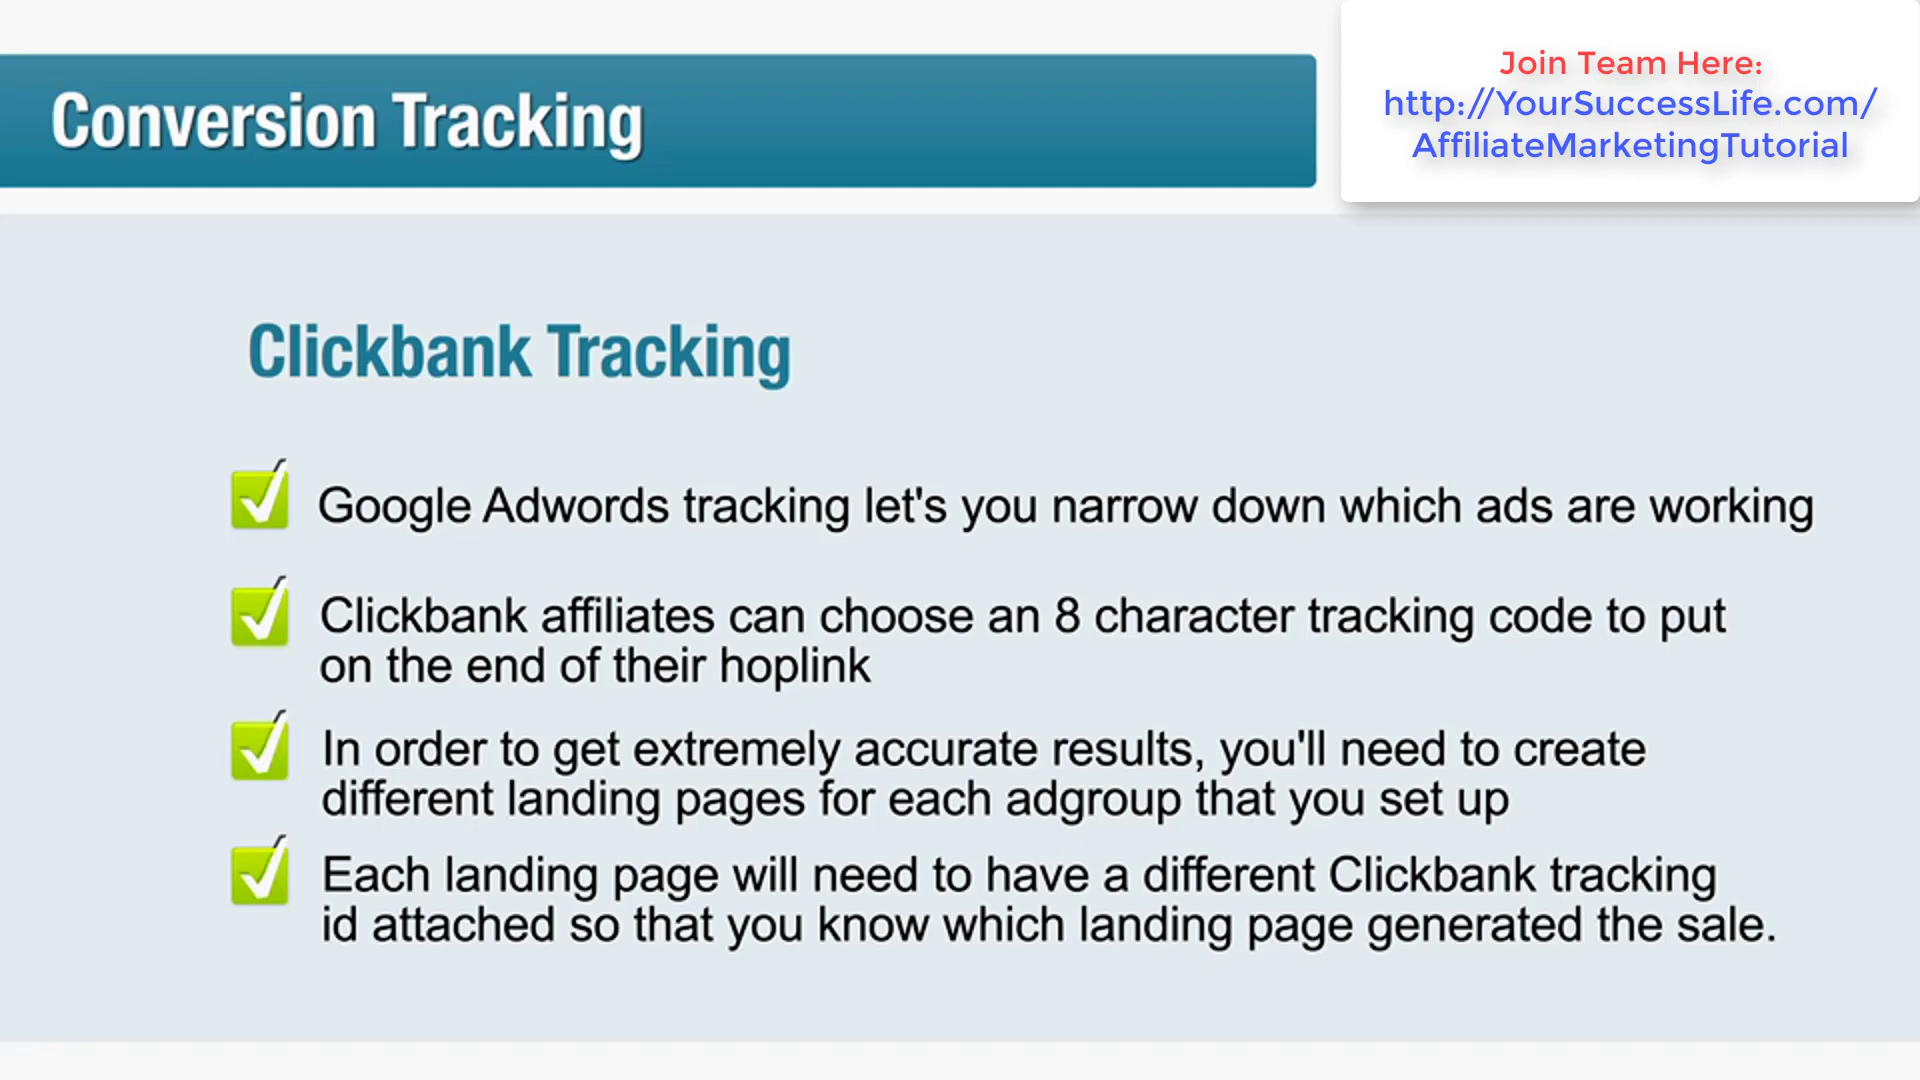 Conversion Tracking
Join Team Here:
http://YourSuccessLife.com/
AffiliateMarketingTutorial
Clickbank Tracking
Google Adwords tracking let's you narrow down which ads are working
Clickbank affiliates can choose an 8 character tracking code to put
on the end of their hoplink
In order to get extremely accurate results, you'll need to create
different landing pages for each adgroup that you set up
Each landing page will need to have a different Clickbank tracking
id attached so that you know which landing page generated the sale.